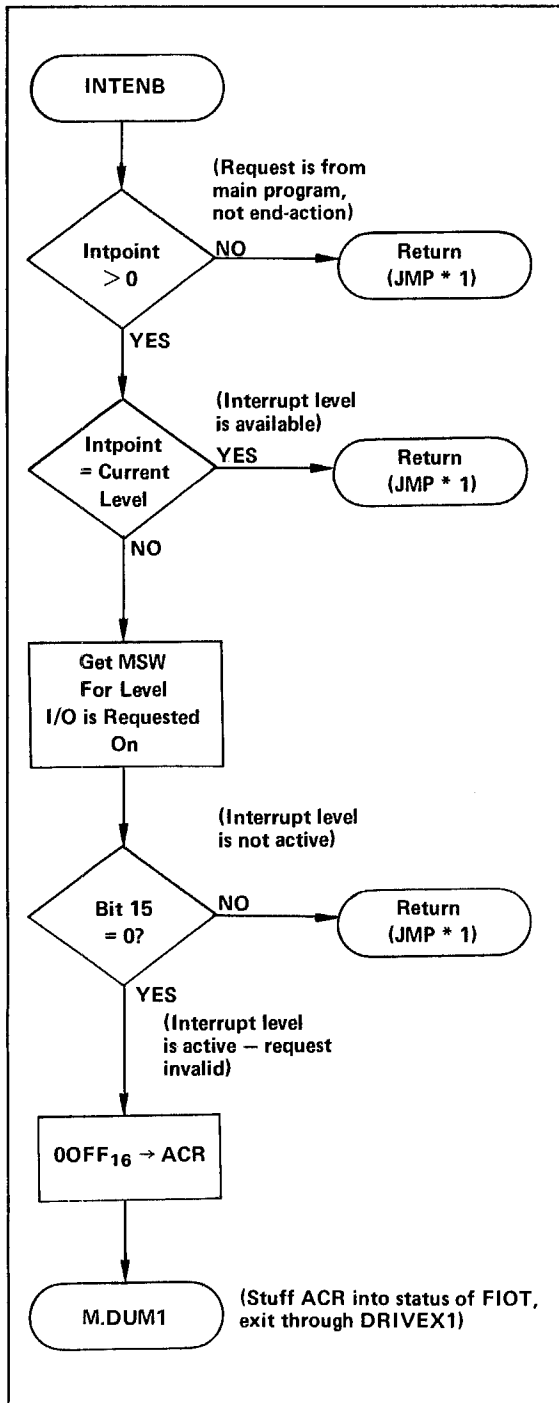 INTENB
(Request is from
main program,
not end-action)
Intpoint
> 0
NO
Return
(JMP * 1)
YES
(Interrupt level
is available)
Intpoint
= Current
Level
YES
Return
(JMP * 1)
NO
Get MSW
For Level
I/O is Requested
On
(Interrupt level
is not active)
Bit 15
= 0?
NO
Return
(JMP * 1)
YES
(Interrupt level
is active — request
invalid)
00FF₁₆ → ACR
M.DUM1
(Stuff ACR into status of FIOT,
exit through DRIVEX1)